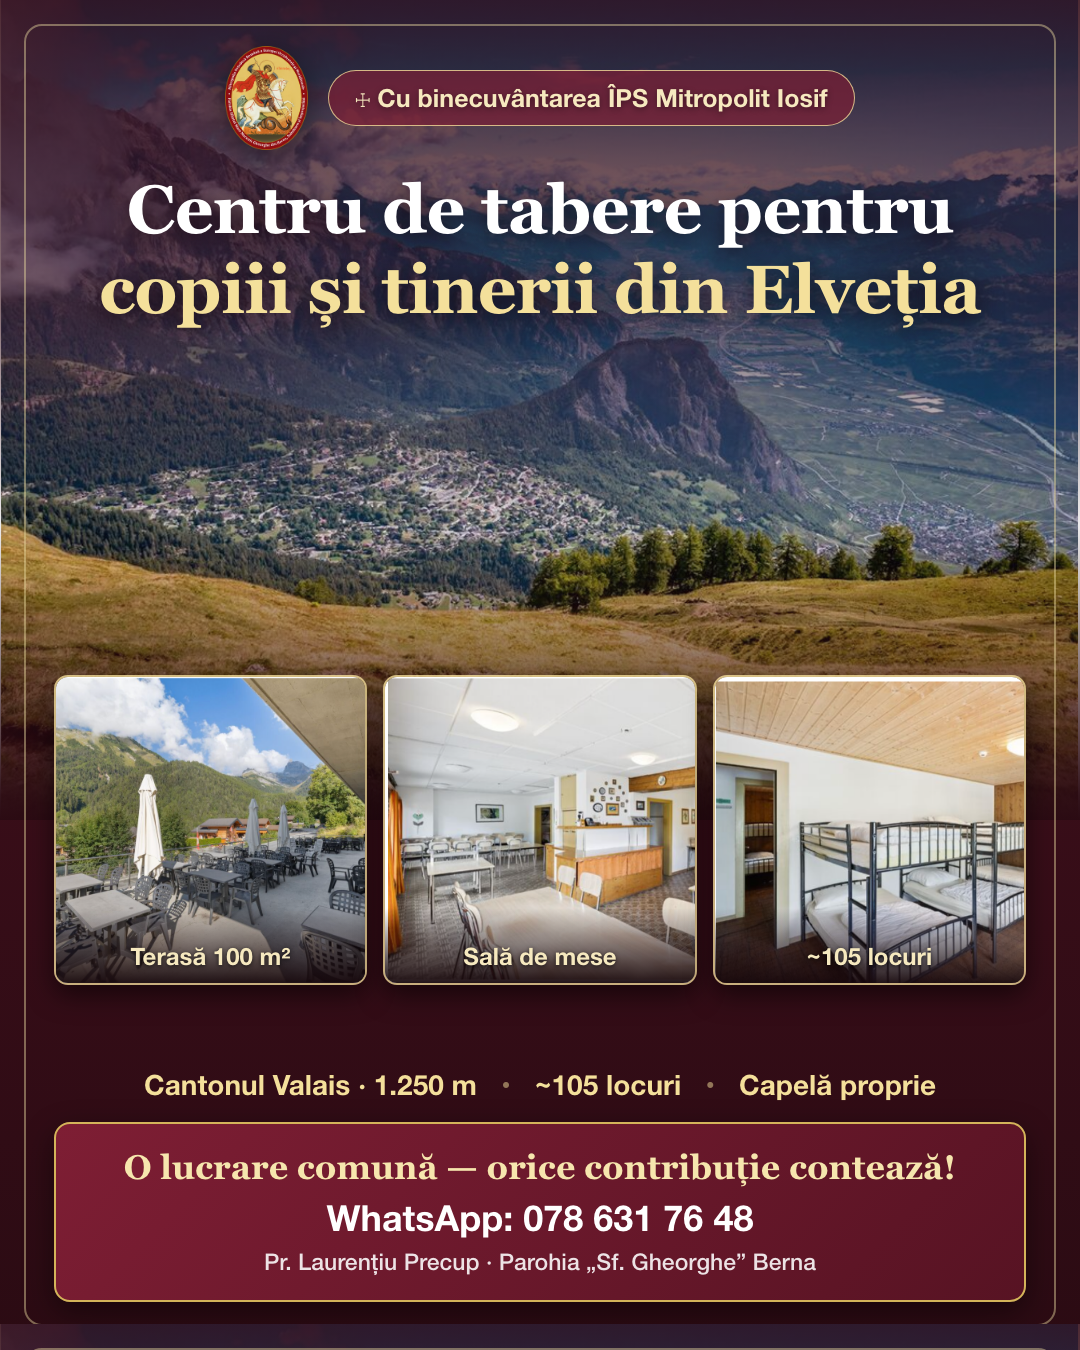 ☩ Cu binecuvântarea ÎPS Mitropolit Iosif
Centru de tabere pentru
copiii și tinerii din Elveția
Terasă 100 m²
Sală de mese
~105 locuri
Cantonul Valais · 1.250 m • ~105 locuri • Capelă proprie
O lucrare comună — orice contribuție contează!
WhatsApp: 078 631 76 48
Pr. Laurențiu Precup · Parohia „Sf. Gheorghe” Berna